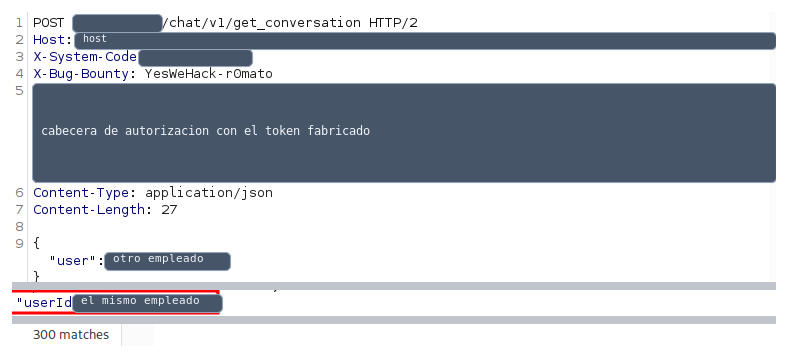 1 POST /chat/v1/get_conversation HTTP/2
2 Host: host
3 X-System-Code
4 X-Bug-Bounty: YesWeHack-r0mato
5 cabecera de autorizacion con el token fabricado
6 Content-Type: application/json
7 Content-Length: 27
8
9 {
"user": otro empleado
}
"userId el mismo empleado
300 matches